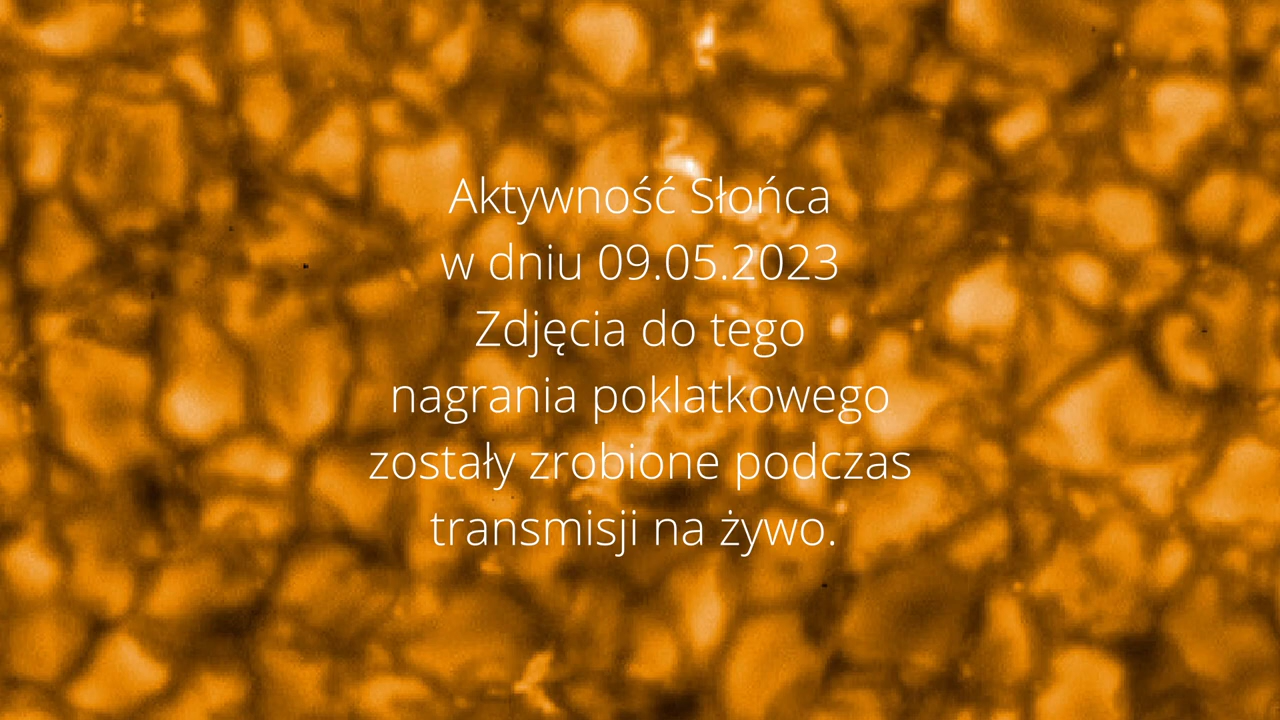 Aktywność Słońca
w dniu 09.05.2023
Zdjęcia do tego
nagrania poklatkowego
zostały zrobione podczas
transmisji na żywo.